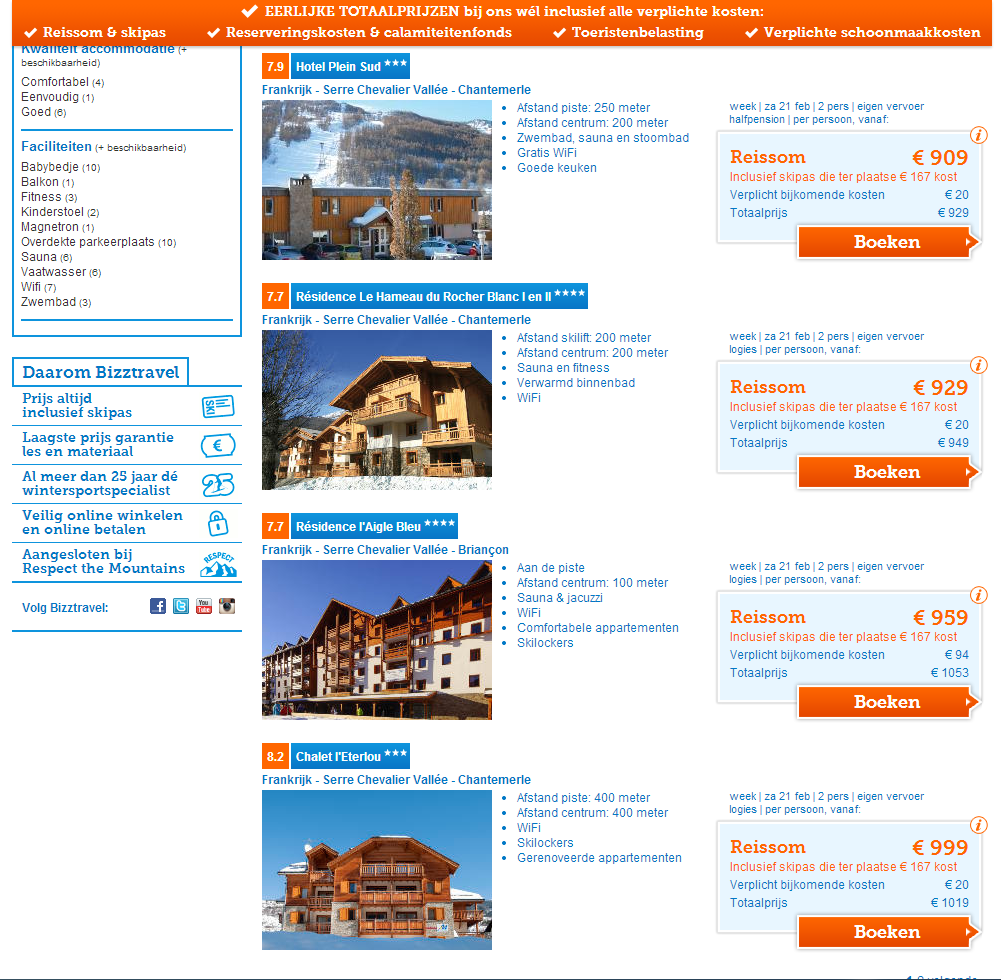 EERLIJKE TOTAALPRIJZEN bij ons wél inclusief alle verplichte kosten:
Reissom & skipas Reserveringskosten & calamiteitenfonds Toeristenbelasting Verplichte schoonmaakkosten
Kwaliteit accommodatie (+
beschikbaarheid)
Comfortabel (4)
Eenvoudig (1)
Goed (6)
Faciliteiten (+ beschikbaarheid)
Babybedje (10)
Balkon (1)
Fitness (3)
Kinderstoel (2)
Magnetron (1)
Overdekte parkeerplaats (10)
Sauna (6)
Vaatwasser (6)
Wifi (7)
Zwembad (3)
Daarom Bizztravel
Prijs altijd
inclusief skipas
SKI
Laagste prijs garantie
les en materiaal
€
Al meer dan 25 jaar dé
wintersportspecialist
25
Veilig online winkelen
en online betalen
Aangesloten bij
Respect the Mountains
RESPECT
Volg Bizztravel:
You
Tube
7.9 Hotel Plein Sud ★★★
Frankrijk - Serre Chevalier Vallée - Chantemerle
Afstand piste: 250 meter
Afstand centrum: 200 meter
Zwembad, sauna en stoombad
Gratis WiFi
Goede keuken
week | za 21 feb | 2 pers | eigen vervoer
halfpension | per persoon, vanaf:
i
Reissom € 909
Inclusief skipas die ter plaatse € 167 kost
Verplicht bijkomende kosten € 20
Totaalprijs € 929
Boeken
7.7 Résidence Le Hameau du Rocher Blanc I en II ★★★★
Frankrijk - Serre Chevalier Vallée - Chantemerle
Afstand skilift: 200 meter
Afstand centrum: 200 meter
Sauna en fitness
Verwarmd binnenbad
WiFi
week | za 21 feb | 2 pers | eigen vervoer
logies | per persoon, vanaf:
i
Reissom € 929
Inclusief skipas die ter plaatse € 167 kost
Verplicht bijkomende kosten € 20
Totaalprijs € 949
Boeken
7.7 Résidence l'Aigle Bleu ★★★★
Frankrijk - Serre Chevalier Vallée - Briançon
Aan de piste
Afstand centrum: 100 meter
Sauna & jacuzzi
WiFi
Comfortabele appartementen
Skilockers
week | za 21 feb | 2 pers | eigen vervoer
logies | per persoon, vanaf:
i
Reissom € 959
Inclusief skipas die ter plaatse € 167 kost
Verplicht bijkomende kosten € 94
Totaalprijs € 1053
Boeken
8.2 Chalet l'Eterlou ★★★
Frankrijk - Serre Chevalier Vallée - Chantemerle
Afstand piste: 400 meter
Afstand centrum: 400 meter
WiFi
Skilockers
Gerenoveerde appartementen
week | za 21 feb | 2 pers | eigen vervoer
logies | per persoon, vanaf:
i
Reissom € 999
Inclusief skipas die ter plaatse € 167 kost
Verplicht bijkomende kosten € 20
Totaalprijs € 1019
Boeken